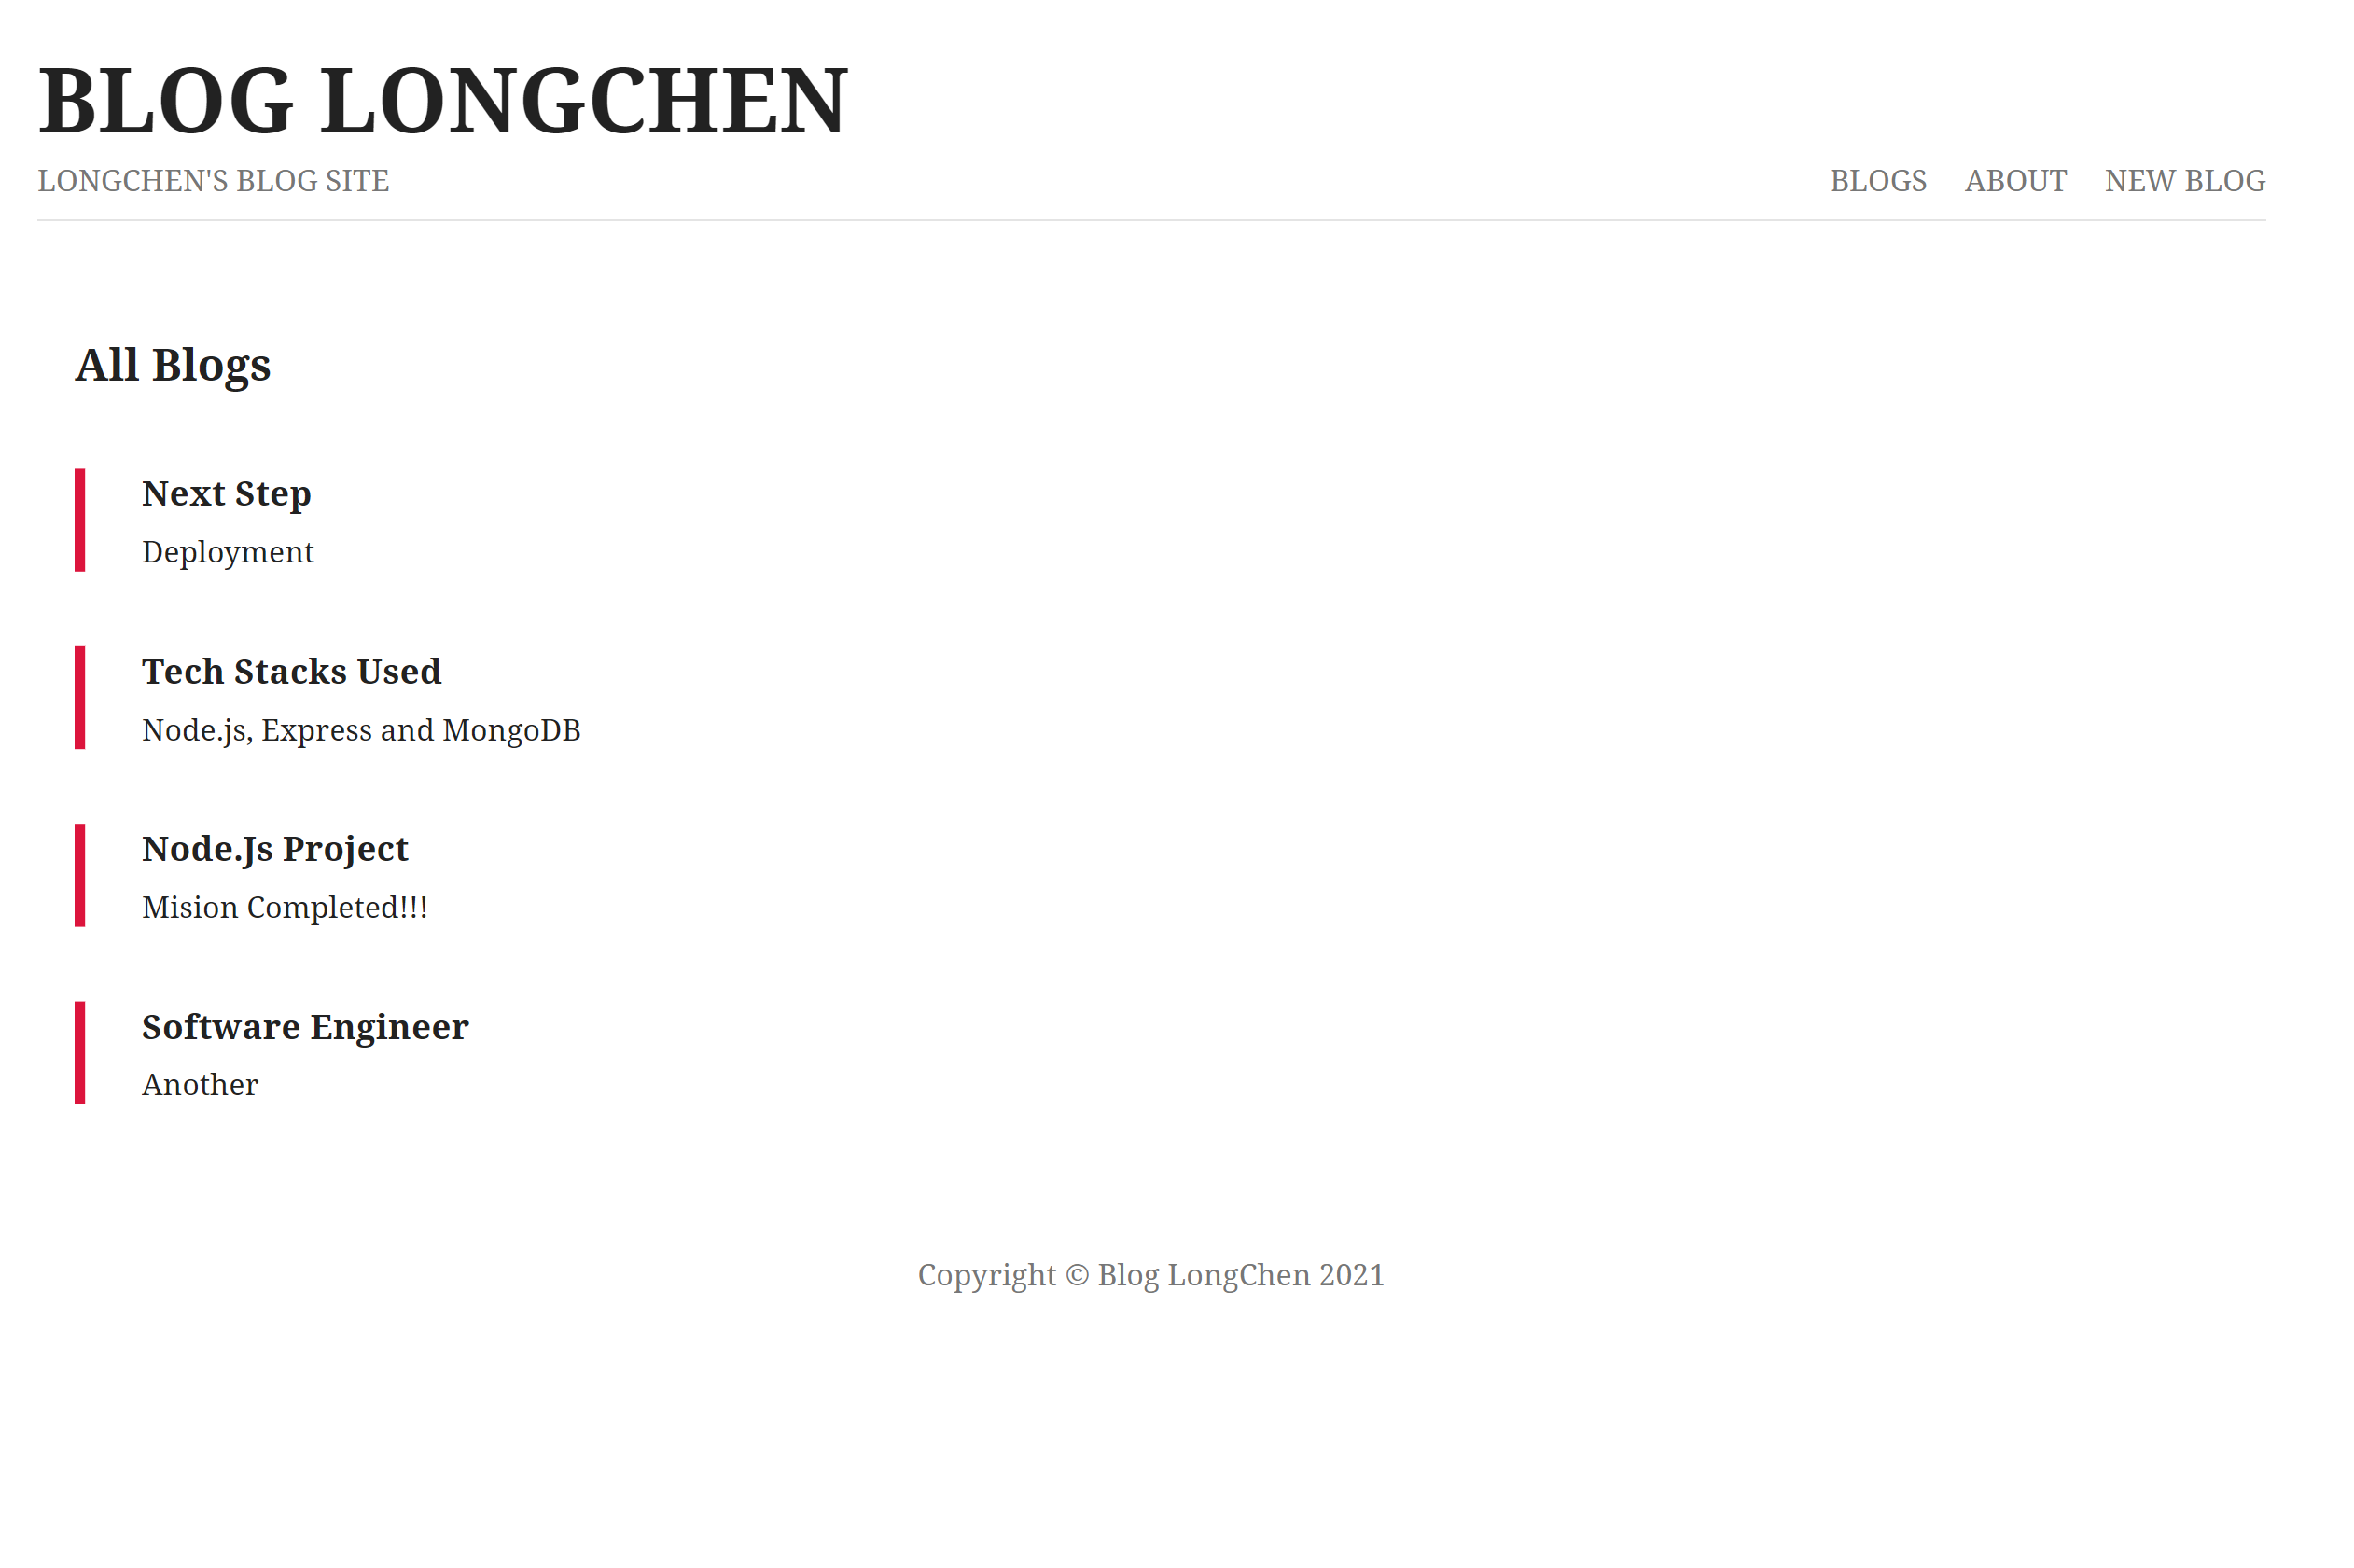 BLOG LONGCHEN
LONGCHEN'S BLOG SITE
BLOGS ABOUT NEW BLOG
All Blogs
Next Step
Deployment
Tech Stacks Used
Node.js, Express and MongoDB
Node.Js Project
Mision Completed!!!
Software Engineer
Another
Copyright © Blog LongChen 2021